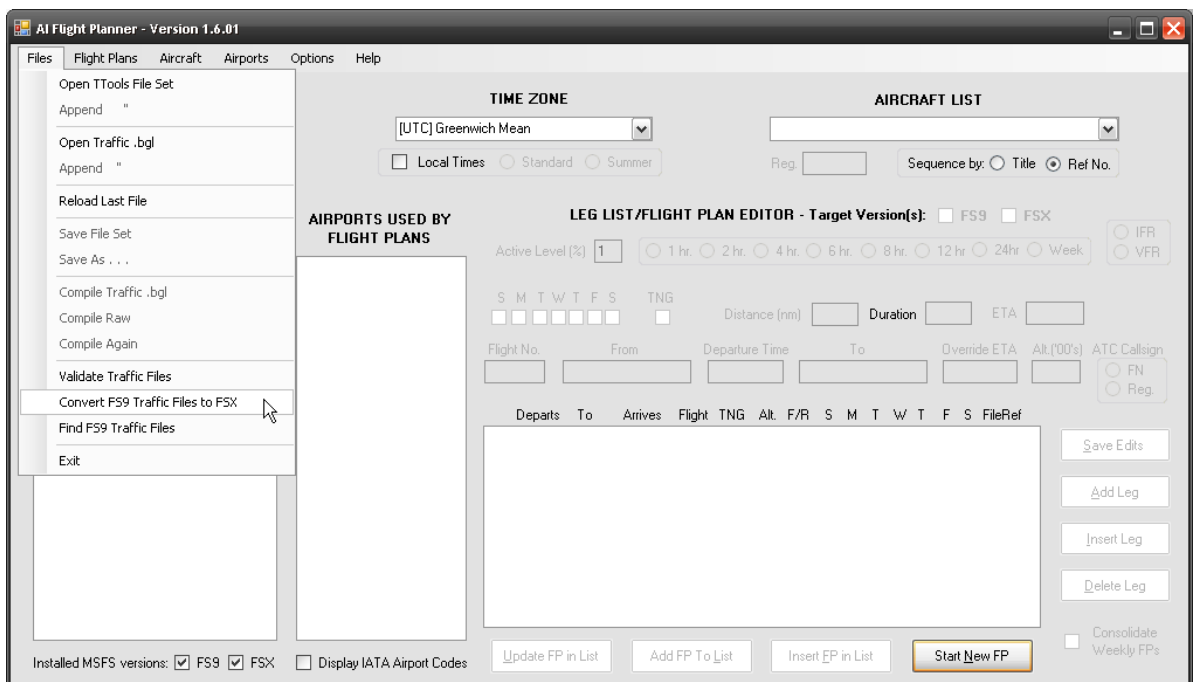 AI Flight Planner - Version 1.6.01
Files Flight Plans Aircraft Airports Options Help
Open TTools File Set
Append "
Open Traffic .bgl
Append "
Reload Last File
Save File Set
Save As . . .
Compile Traffic .bgl
Compile Raw
Compile Again
Validate Traffic Files
Convert FS9 Traffic Files to FSX
Find FS9 Traffic Files
Exit
TIME ZONE
[UTC] Greenwich Mean
Local Times Standard Summer
AIRCRAFT LIST
Reg. Sequence by: Title Ref No.
AIRPORTS USED BY
FLIGHT PLANS
LEG LIST/FLIGHT PLAN EDITOR - Target Version(s): FS9 FSX
Active Level (%) 1 1 hr. 2 hr. 4 hr. 6 hr. 8 hr. 12 hr 24hr Week
IFR
VFR
S M T W T F S TNG
Distance (nm) Duration ETA
Flight No. From Departure Time To Override ETA Alt.('00's) ATC Callsign
FN
Reg.
Departs To Arrives Flight TNG Alt. F/R S M T W T F S FileRef
Save Edits
Add Leg
Insert Leg
Delete Leg
Consolidate
Weekly FPs
Installed MSFS versions: FS9 FSX Display IATA Airport Codes
Update FP in List Add FP To List Insert FP in List Start New FP